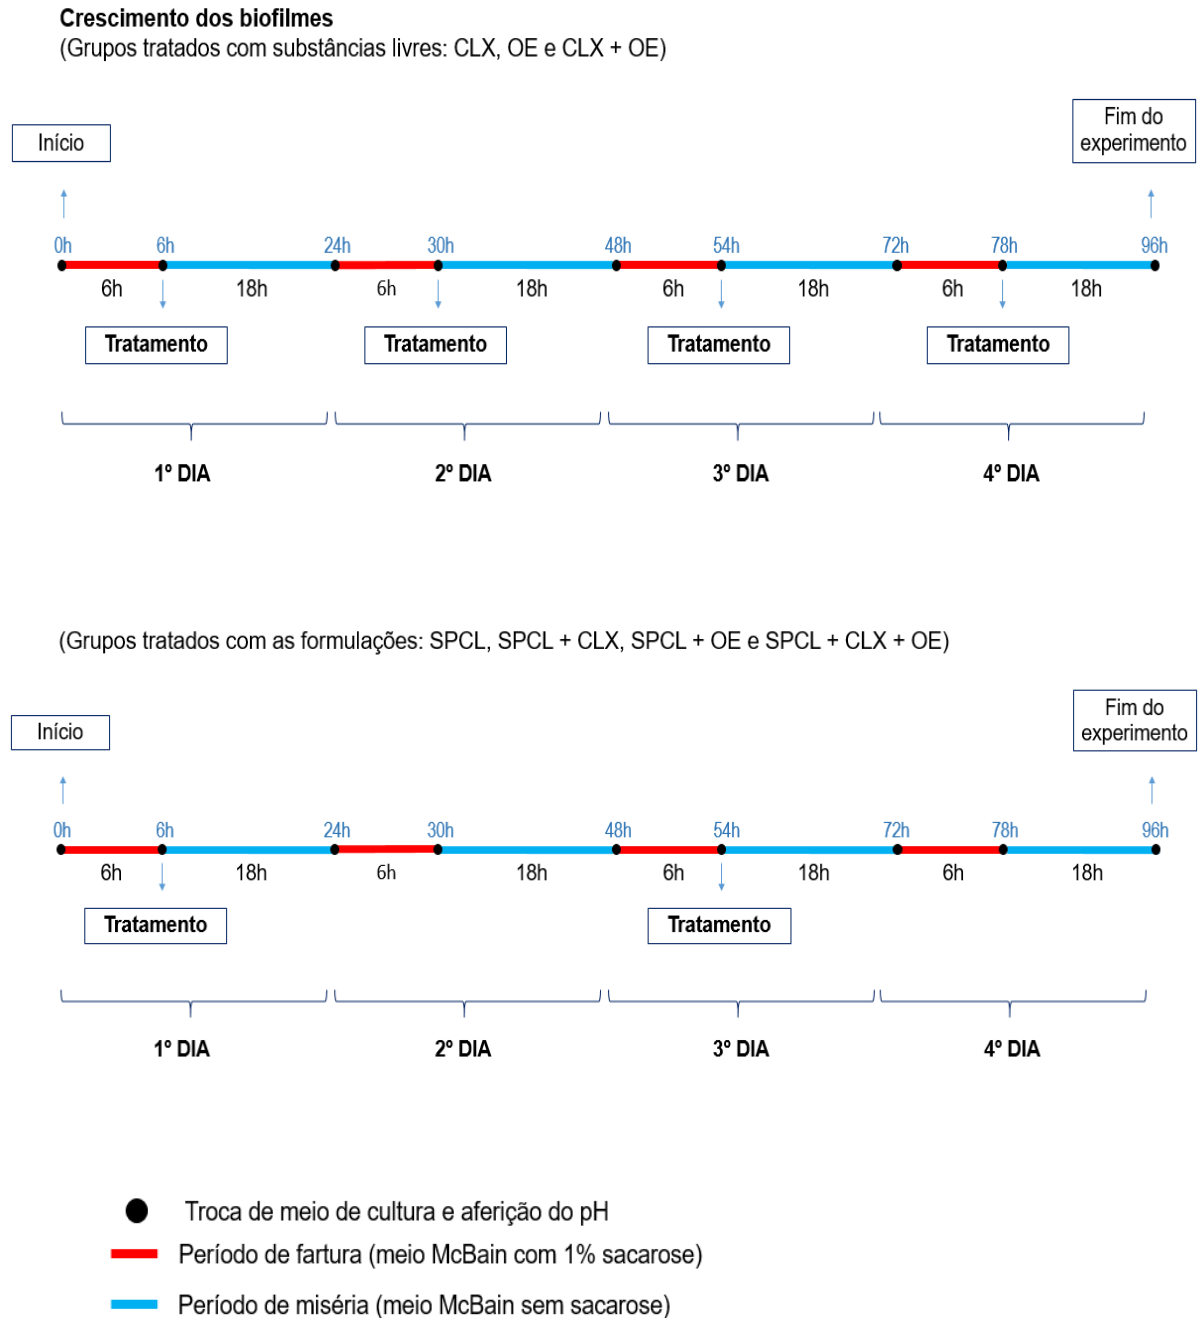 Crescimento dos biofilmes
(Grupos tratados com substâncias livres: CLX, OE e CLX + OE)
Início
Fim do
experimento
0h 6h 24h 30h 48h 54h 72h 78h 96h
6h 18h 6h 18h 6h 18h 6h 18h
Tratamento Tratamento Tratamento Tratamento
1º DIA 2º DIA 3º DIA 4º DIA
(Grupos tratados com as formulações: SPCL, SPCL + CLX, SPCL + OE e SPCL + CLX + OE)
Início
Fim do
experimento
0h 6h 24h 30h 48h 54h 72h 78h 96h
6h 18h 6h 18h 6h 18h 6h 18h
Tratamento Tratamento
1º DIA 2º DIA 3º DIA 4º DIA
Troca de meio de cultura e aferição do pH
Período de fartura (meio McBain com 1% sacarose)
Período de miséria (meio McBain sem sacarose)